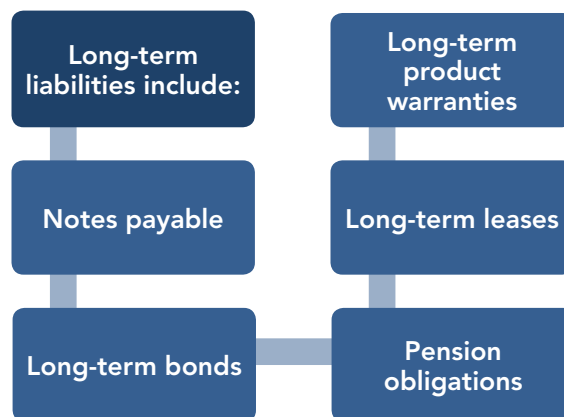 Long-term
liabilities include:
Notes payable
Long-term bonds
Pension
obligations
Long-term leases
Long-term
product
warranties